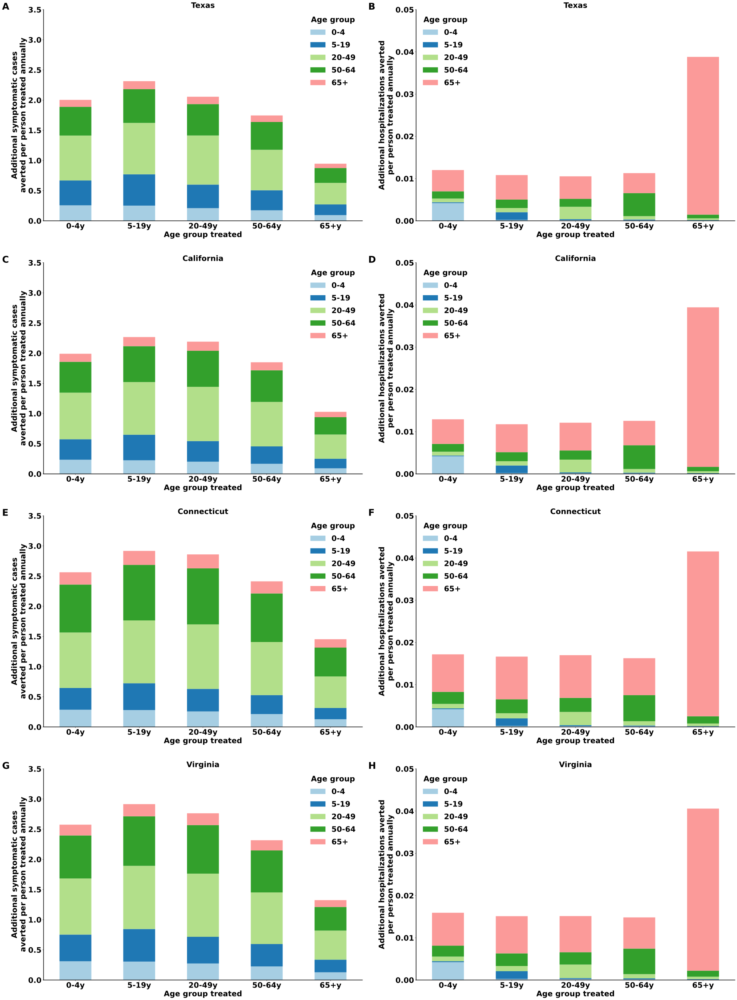 A
Texas
Additional symptomatic cases
averted per person treated annually
3.5
3.0
2.5
2.0
1.5
1.0
0.5
0.0
Age group
0-4
5-19
20-49
50-64
65+
0-4y 5-19y 20-49y 50-64y 65+y
Age group treated
B
Texas
Additional hospitalizations averted
per person treated annually
0.05
0.04
0.03
0.02
0.01
0.00
Age group
0-4
5-19
20-49
50-64
65+
0-4y 5-19y 20-49y 50-64y 65+y
Age group treated
C
California
Additional symptomatic cases
averted per person treated annually
3.5
3.0
2.5
2.0
1.5
1.0
0.5
0.0
Age group
0-4
5-19
20-49
50-64
65+
0-4y 5-19y 20-49y 50-64y 65+y
Age group treated
D
California
Additional hospitalizations averted
per person treated annually
0.05
0.04
0.03
0.02
0.01
0.00
Age group
0-4
5-19
20-49
50-64
65+
0-4y 5-19y 20-49y 50-64y 65+y
Age group treated
E
Connecticut
Additional symptomatic cases
averted per person treated annually
3.5
3.0
2.5
2.0
1.5
1.0
0.5
0.0
Age group
0-4
5-19
20-49
50-64
65+
0-4y 5-19y 20-49y 50-64y 65+y
Age group treated
F
Connecticut
Additional hospitalizations averted
per person treated annually
0.05
0.04
0.03
0.02
0.01
0.00
Age group
0-4
5-19
20-49
50-64
65+
0-4y 5-19y 20-49y 50-64y 65+y
Age group treated
G
Virginia
Additional symptomatic cases
averted per person treated annually
3.5
3.0
2.5
2.0
1.5
1.0
0.5
0.0
Age group
0-4
5-19
20-49
50-64
65+
0-4y 5-19y 20-49y 50-64y 65+y
Age group treated
H
Virginia
Additional hospitalizations averted
per person treated annually
0.05
0.04
0.03
0.02
0.01
0.00
Age group
0-4
5-19
20-49
50-64
65+
0-4y 5-19y 20-49y 50-64y 65+y
Age group treated